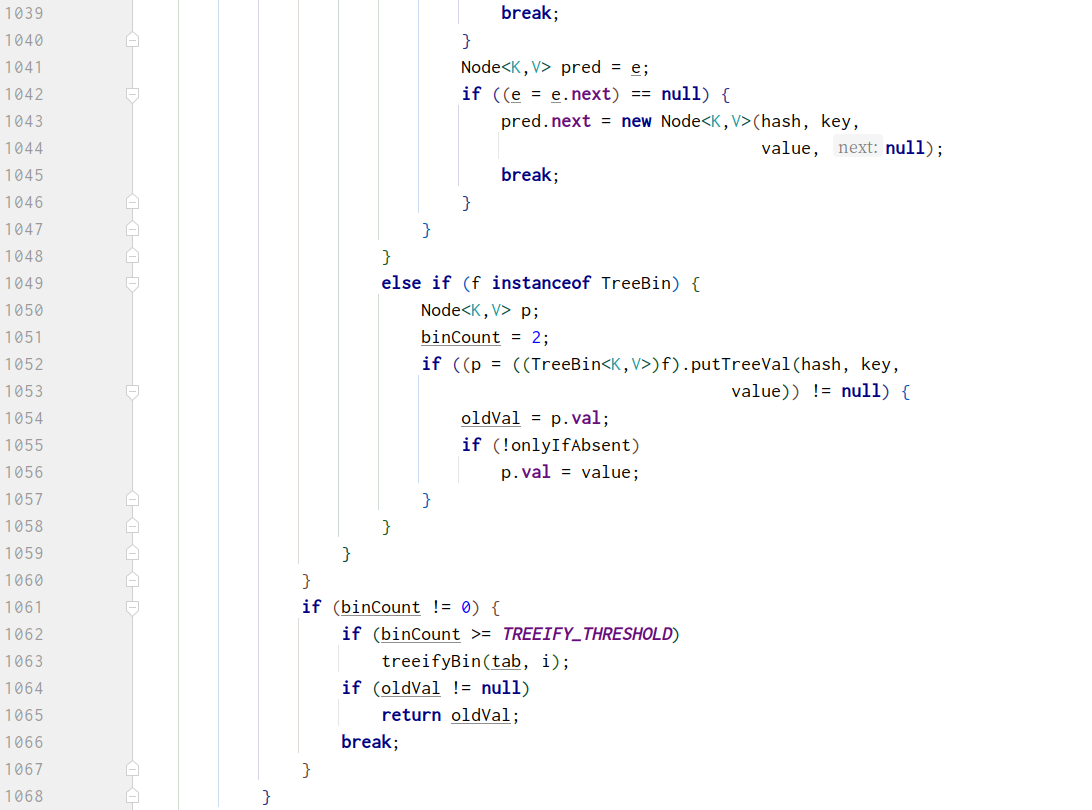 1039 break;
1040 }
1041 Node<K,V> pred = e;
1042 if ((e = e.next) == null) {
1043 pred.next = new Node<K,V>(hash, key,
1044 value, next: null);
1045 break;
1046 }
1047 }
1048 }
1049 else if (f instanceof TreeBin) {
1050 Node<K,V> p;
1051 binCount = 2;
1052 if ((p = ((TreeBin<K,V>)f).putTreeVal(hash, key,
1053 value)) != null) {
1054 oldVal = p.val;
1055 if (!onlyIfAbsent)
1056 p.val = value;
1057 }
1058 }
1059 }
1060 }
1061 if (binCount != 0) {
1062 if (binCount >= TREEIFY_THRESHOLD)
1063 treeifyBin(tab, i);
1064 if (oldVal != null)
1065 return oldVal;
1066 break;
1067 }
1068 }